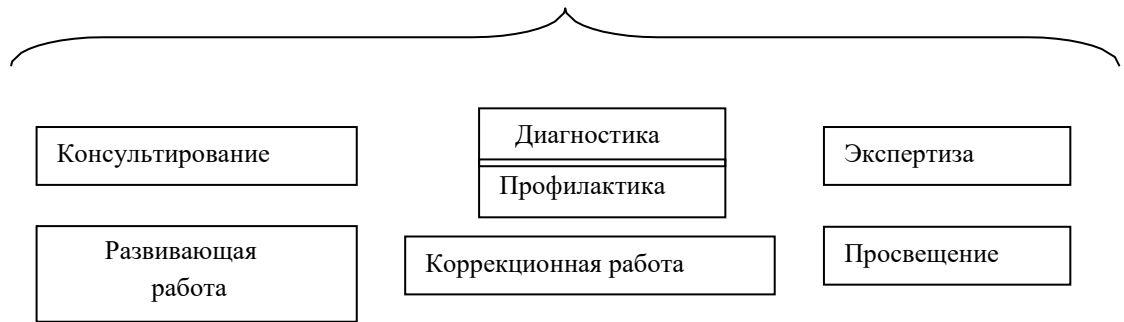 Консультирование
Диагностика
Профилактика
Экспертиза
Развивающая
работа
Коррекционная работа
Просвещение